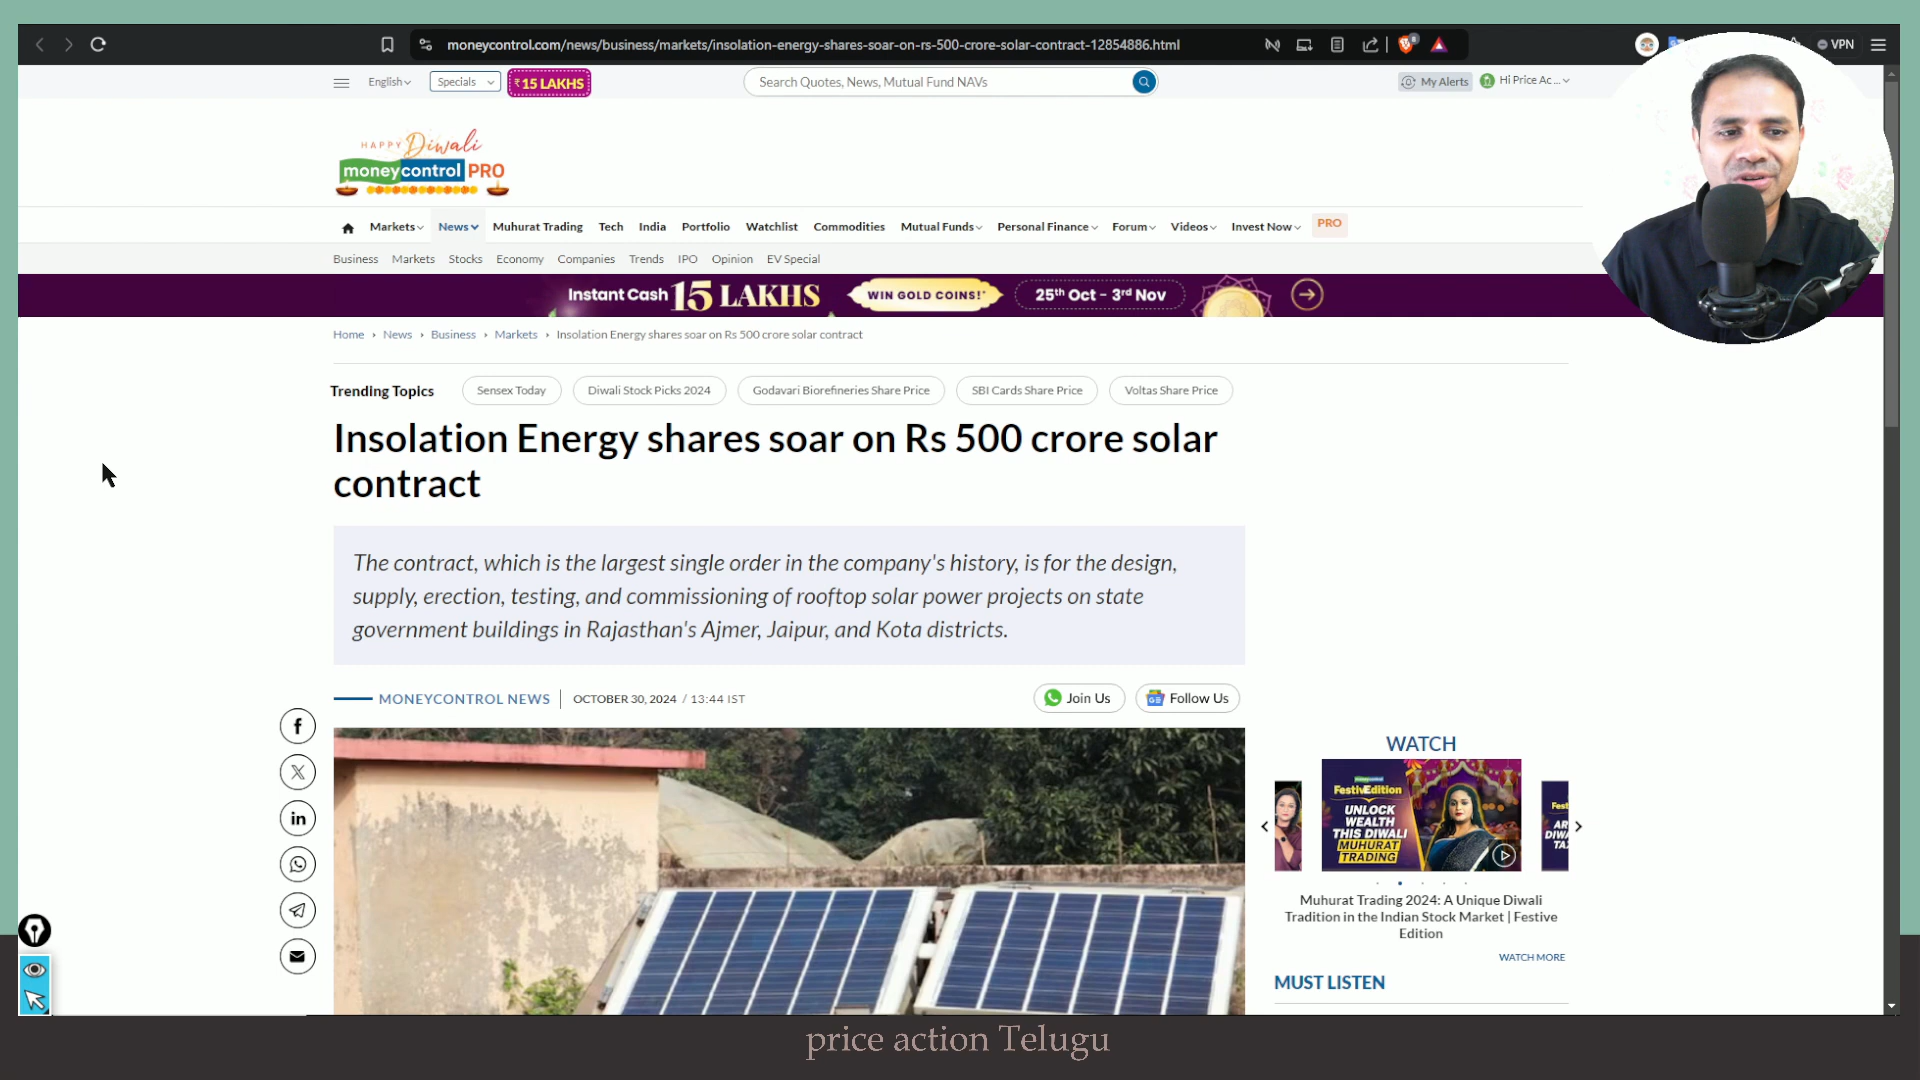 moneycontrol.com/news/business/markets/insolation-energy-shares-soar-on-rs-500-crore-solar-contract-12854886.html
VPN
English
Specials
₹15 LAKHS
Search Quotes, News, Mutual Fund NAVs
My Alerts
Hi Price Ac...
HAPPY Diwali
moneycontrol PRO
Markets News Muhurat Trading Tech India Portfolio Watchlist Commodities Mutual Funds Personal Finance Forum Videos Invest Now PRO
Business Markets Stocks Economy Companies Trends IPO Opinion EV Special
Instant Cash 15 LAKHS WIN GOLD COINS!* 25th Oct - 3rd Nov
Home › News › Business › Markets › Insolation Energy shares soar on Rs 500 crore solar contract
Trending Topics Sensex Today Diwali Stock Picks 2024 Godavari Biorefineries Share Price SBI Cards Share Price Voltas Share Price
Insolation Energy shares soar on Rs 500 crore solar
contract
The contract, which is the largest single order in the company's history, is for the design,
supply, erection, testing, and commissioning of rooftop solar power projects on state
government buildings in Rajasthan's Ajmer, Jaipur, and Kota districts.
MONEYCONTROL NEWS OCTOBER 30, 2024 / 13:44 IST
Join Us
Follow Us
WATCH
FestivEdition
UNLOCK
WEALTH
THIS DIWALI
MUHURAT
TRADING
Muhurat Trading 2024: A Unique Diwali
Tradition in the Indian Stock Market | Festive
Edition
WATCH MORE
MUST LISTEN
price action Telugu